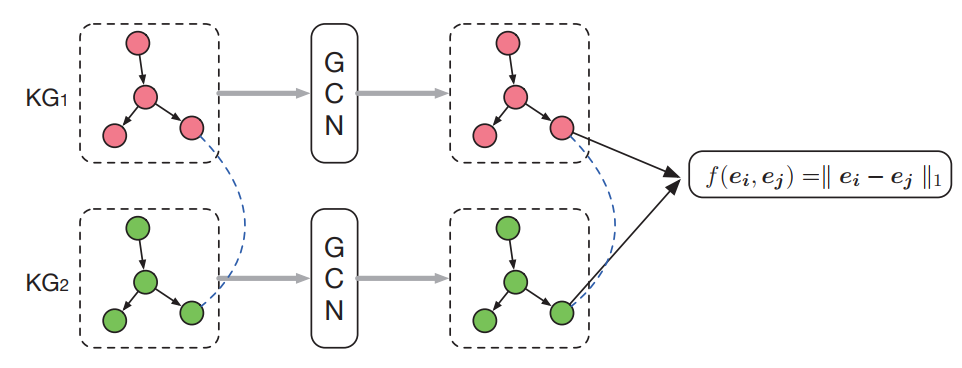 KG1
G
C
N
f(ei, ej) =‖ ei − ej ‖1
KG2
G
C
N